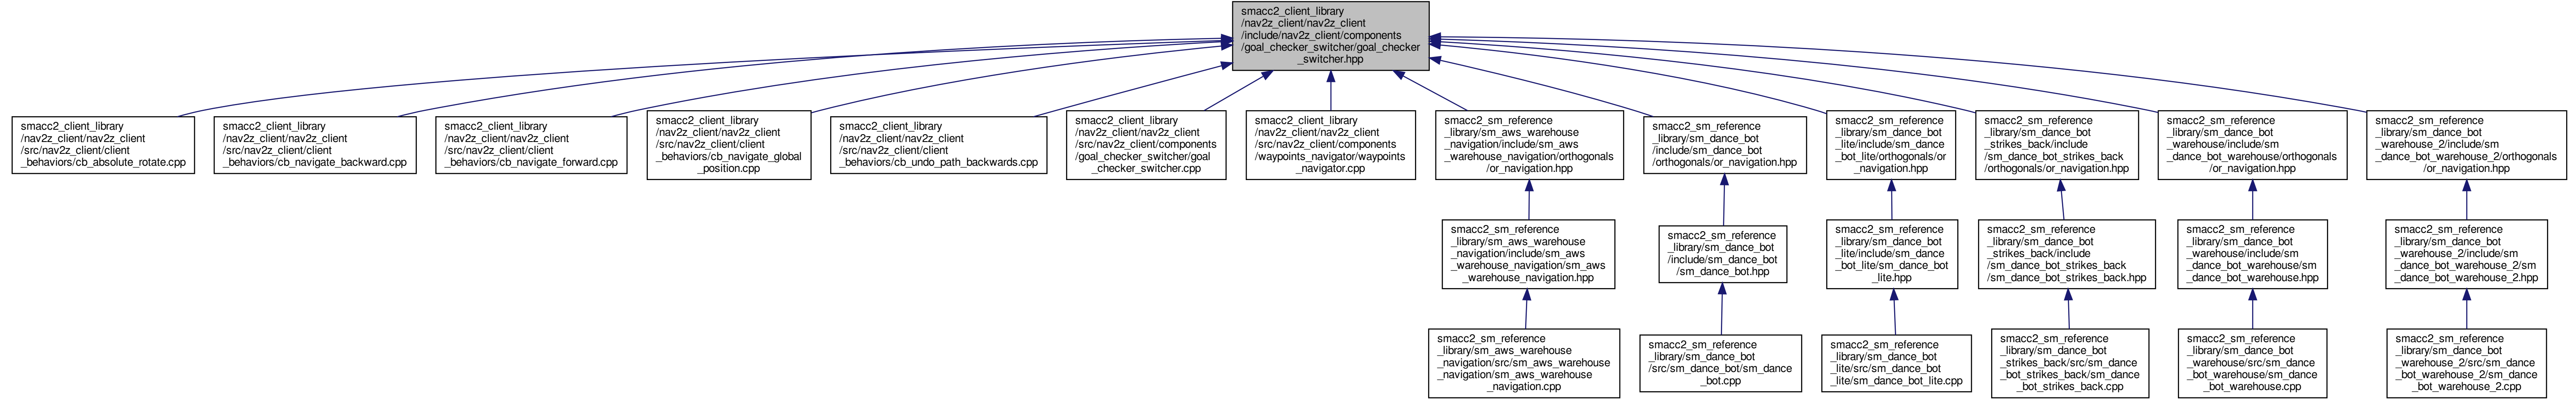 smacc2_client_library
/nav2z_client/nav2z_client
/include/nav2z_client/components
/goal_checker_switcher/goal_checker
_switcher.hpp
smacc2_client_library
/nav2z_client/nav2z_client
/src/nav2z_client/client
_behaviors/cb_absolute_rotate.cpp
smacc2_client_library
/nav2z_client/nav2z_client
/src/nav2z_client/client
_behaviors/cb_navigate_backward.cpp
smacc2_client_library
/nav2z_client/nav2z_client
/src/nav2z_client/client
_behaviors/cb_navigate_forward.cpp
smacc2_client_library
/nav2z_client/nav2z_client
/src/nav2z_client/client
_behaviors/cb_navigate_global
_position.cpp
smacc2_client_library
/nav2z_client/nav2z_client
/src/nav2z_client/client
_behaviors/cb_undo_path_backwards.cpp
smacc2_client_library
/nav2z_client/nav2z_client
/src/nav2z_client/components
/goal_checker_switcher/goal
_checker_switcher.cpp
smacc2_client_library
/nav2z_client/nav2z_client
/src/nav2z_client/components
/waypoints_navigator/waypoints
_navigator.cpp
smacc2_sm_reference
_library/sm_aws_warehouse
_navigation/include/sm_aws
_warehouse_navigation/orthogonals
/or_navigation.hpp
smacc2_sm_reference
_library/sm_dance_bot
/include/sm_dance_bot
/orthogonals/or_navigation.hpp
smacc2_sm_reference
_library/sm_dance_bot
_lite/include/sm_dance
_bot_lite/orthogonals/or
_navigation.hpp
smacc2_sm_reference
_library/sm_dance_bot
_strikes_back/include
/sm_dance_bot_strikes_back
/orthogonals/or_navigation.hpp
smacc2_sm_reference
_library/sm_dance_bot
_warehouse/include/sm
_dance_bot_warehouse/orthogonals
/or_navigation.hpp
smacc2_sm_reference
_library/sm_dance_bot
_warehouse_2/include/sm
_dance_bot_warehouse_2/orthogonals
/or_navigation.hpp
smacc2_sm_reference
_library/sm_aws_warehouse
_navigation/include/sm_aws
_warehouse_navigation/sm_aws
_warehouse_navigation.hpp
smacc2_sm_reference
_library/sm_dance_bot
/include/sm_dance_bot
/sm_dance_bot.hpp
smacc2_sm_reference
_library/sm_dance_bot
_lite/include/sm_dance
_bot_lite/sm_dance_bot
_lite.hpp
smacc2_sm_reference
_library/sm_dance_bot
_strikes_back/include
/sm_dance_bot_strikes_back
/sm_dance_bot_strikes_back.hpp
smacc2_sm_reference
_library/sm_dance_bot
_warehouse/include/sm
_dance_bot_warehouse/sm
_dance_bot_warehouse.hpp
smacc2_sm_reference
_library/sm_dance_bot
_warehouse_2/include/sm
_dance_bot_warehouse_2/sm
_dance_bot_warehouse_2.hpp
smacc2_sm_reference
_library/sm_aws_warehouse
_navigation/src/sm_aws_warehouse
_navigation/sm_aws_warehouse
_navigation.cpp
smacc2_sm_reference
_library/sm_dance_bot
/src/sm_dance_bot/sm_dance
_bot.cpp
smacc2_sm_reference
_library/sm_dance_bot
_lite/src/sm_dance_bot
_lite/sm_dance_bot_lite.cpp
smacc2_sm_reference
_library/sm_dance_bot
_strikes_back/src/sm_dance
_bot_strikes_back/sm_dance
_bot_strikes_back.cpp
smacc2_sm_reference
_library/sm_dance_bot
_warehouse/src/sm_dance
_bot_warehouse/sm_dance
_bot_warehouse.cpp
smacc2_sm_reference
_library/sm_dance_bot
_warehouse_2/src/sm_dance
_bot_warehouse_2/sm_dance
_bot_warehouse_2.cpp